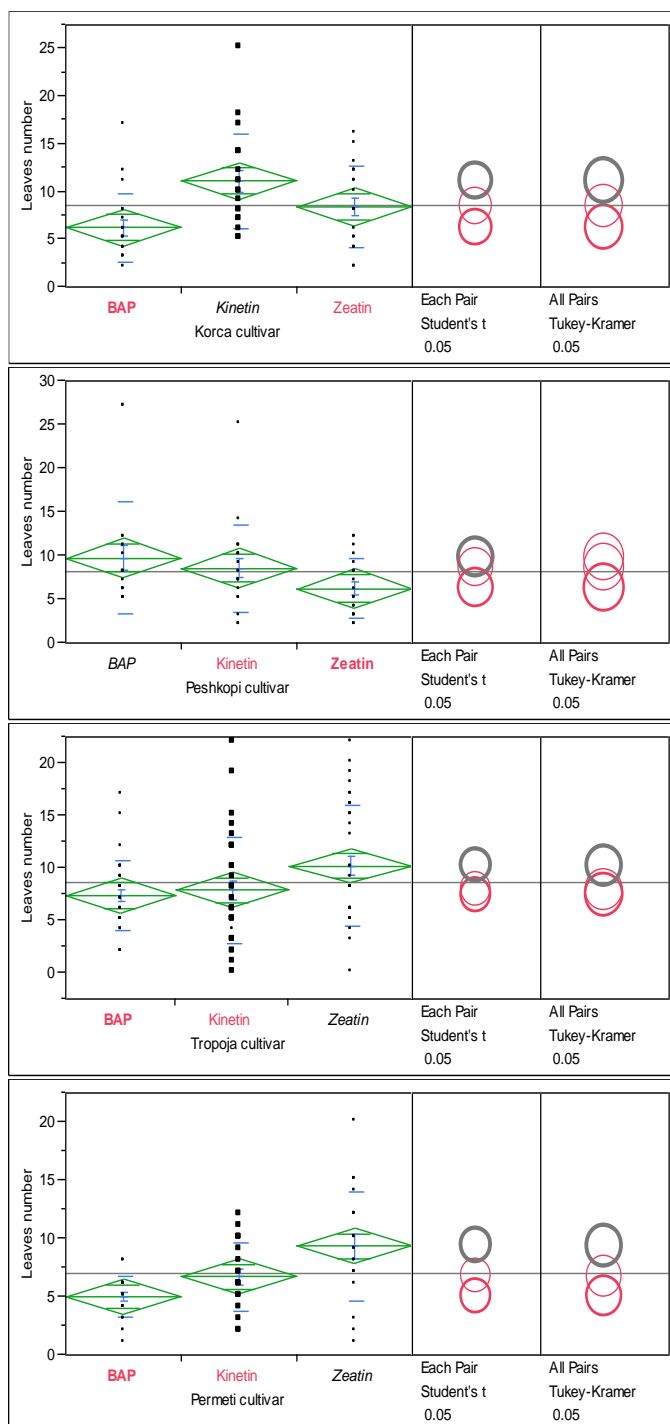 Leaves number
25
20
15
10
5
0
BAP Kinetin Zeatin
Korca cultivar
Each Pair
Student's t
0.05
All Pairs
Tukey-Kramer
0.05
Leaves number
30
25
20
15
10
5
0
BAP Kinetin Zeatin
Peshkopi cultivar
Each Pair
Student's t
0.05
All Pairs
Tukey-Kramer
0.05
Leaves number
20
15
10
5
0
BAP Kinetin Zeatin
Tropoja cultivar
Each Pair
Student's t
0.05
All Pairs
Tukey-Kramer
0.05
Leaves number
20
15
10
5
0
BAP Kinetin Zeatin
Permeti cultivar
Each Pair
Student's t
0.05
All Pairs
Tukey-Kramer
0.05